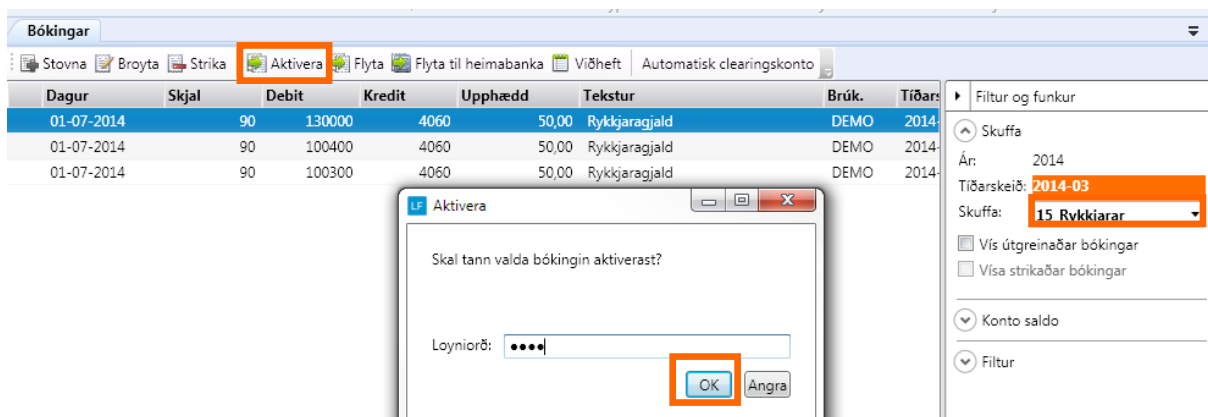 Bókingar
Stovna Broyta Strika Aktivera Flyta Flyta til heimabanka Viðheft Automatisk clearingskonto
Dagur Skjal Debit Kredit Upphædd Tekstur Brúk. Tíðars
01-07-2014 90 130000 4060 50,00 Rykkjaragjald DEMO 2014-
01-07-2014 90 100400 4060 50,00 Rykkjaragjald DEMO 2014-
01-07-2014 90 100300 4060 50,00 Rykkjaragjald DEMO 2014-
Filtur og funkur
Skuffa
Ár: 2014
Tíðarskeið: 2014-03
Skuffa: 15 Rykkjarar
Vís útgreinaðar bókingar
Vísa strikaðar bókingar
Konto saldo
Filtur
LF Aktivera
Skal tann valda bókingin aktiverast?
Loyniorð: ••••
OK Angra